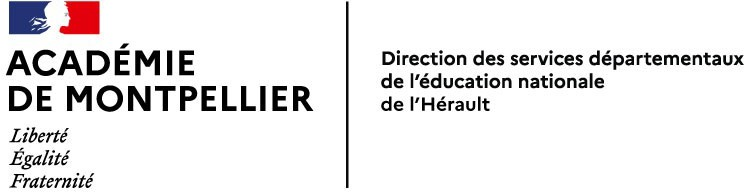 ACADÉMIE
DE MONTPELLIER
Liberté
Égalité
Fraternité
Direction des services départementaux
de l'éducation nationale
de l'Hérault